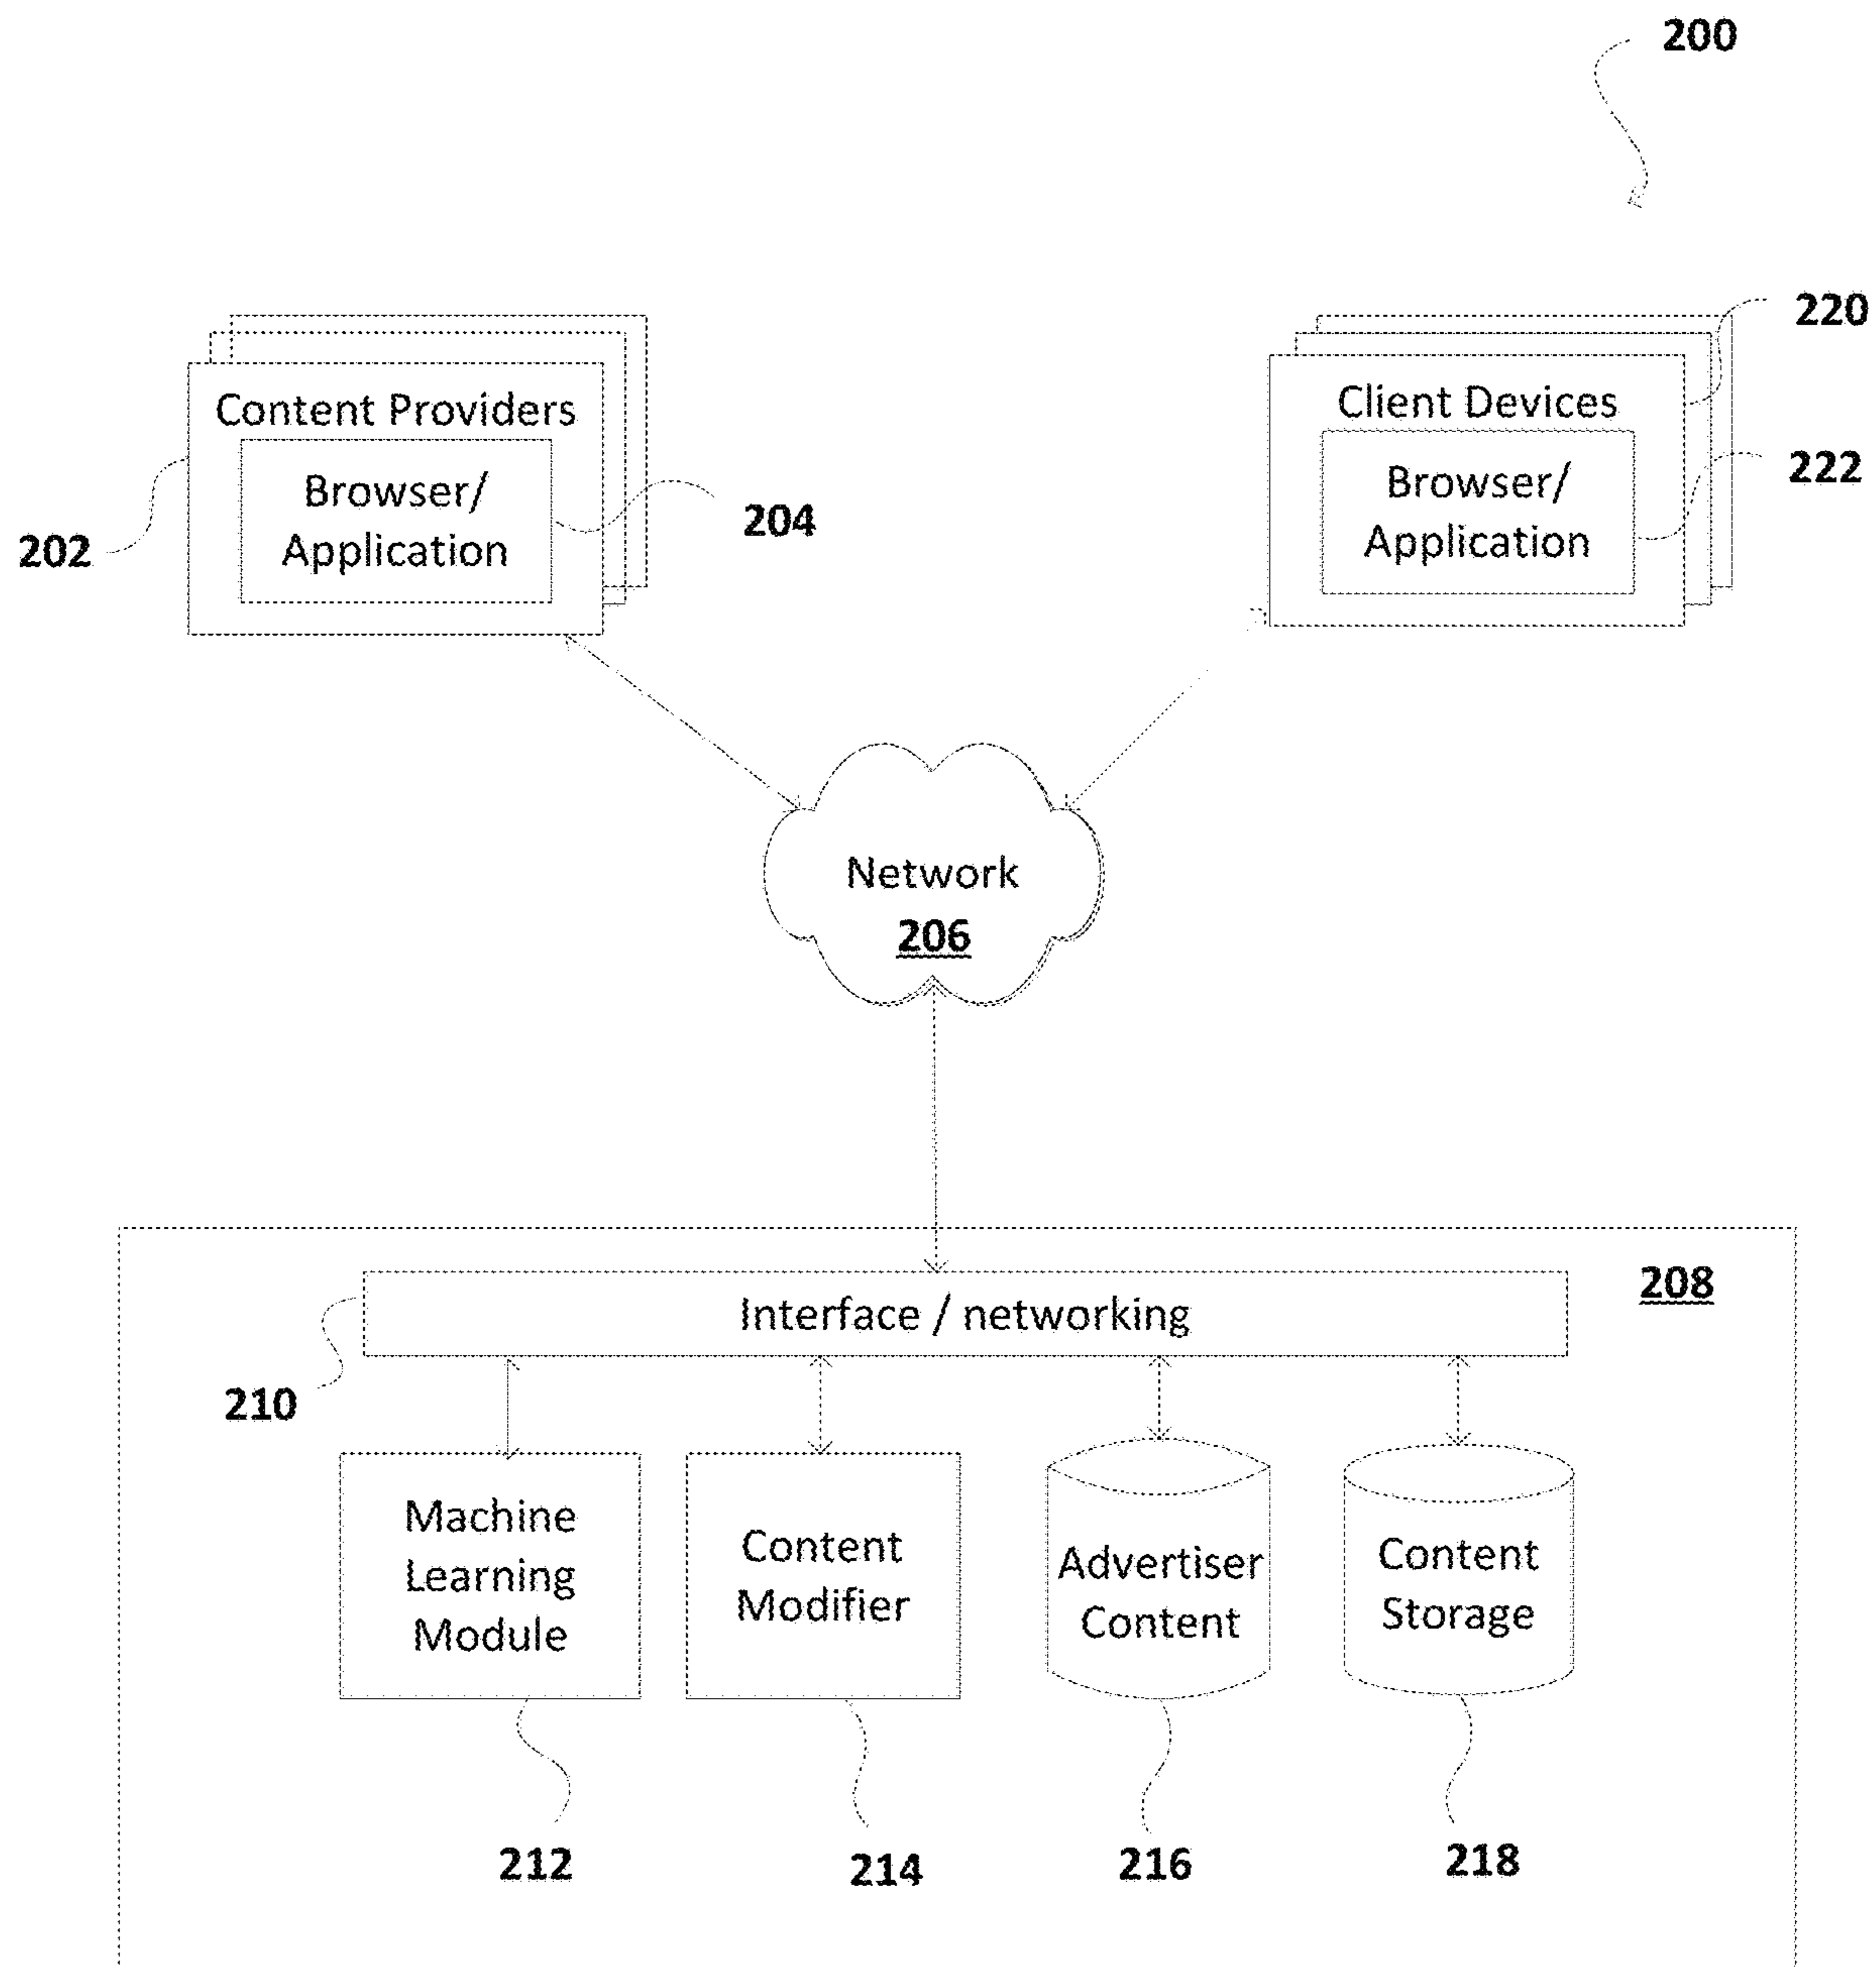 200
220
Content Providers
Client Devices
Browser/
Application
Browser/
Application
222
204
202
Network
206
208
Interface / networking
210
Machine
Learning
Module
Content
Modifier
Advertiser
Content
Content
Storage
212
214
216
218